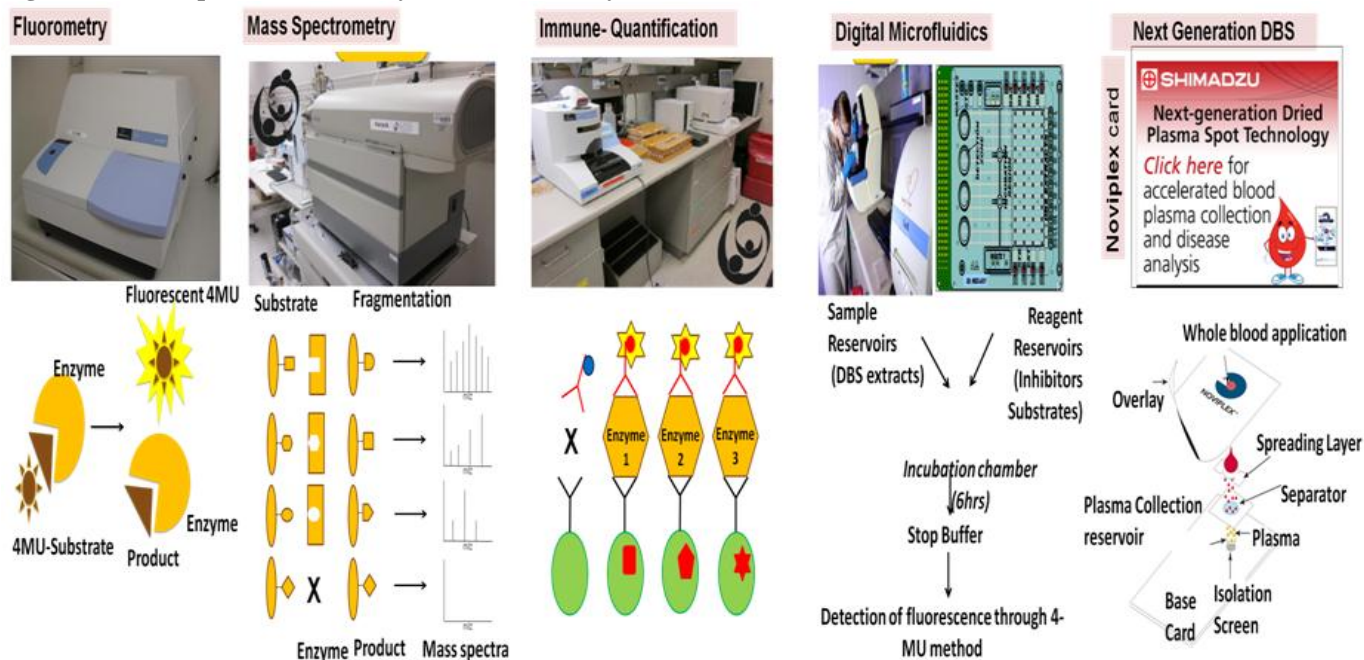 Fluorometry
Mass Spectrometry
Immune- Quantification
Digital Microfluidics
Next Generation DBS
Noviplex card
SHIMADZU
Next-generation Dried
Plasma Spot Technology
Click here for
accelerated blood
plasma collection
and disease
analysis
Fluorescent 4MU
Enzyme
4MU-Substrate
Product
Enzyme
Substrate
Fragmentation
Enzyme
Product
Mass spectra
X
X
Enzyme
1
Enzyme
2
Enzyme
3
Sample
Reservoirs
(DBS extracts)
Reagent
Reservoirs
(Inhibitors
Substrates)
Incubation chamber
(6hrs)
Stop Buffer
Detection of fluorescence through 4-
MU method
Whole blood application
Overlay
NOVIPLEX
Spreading Layer
Separator
Plasma Collection
reservoir
Plasma
Isolation
Screen
Base
Card